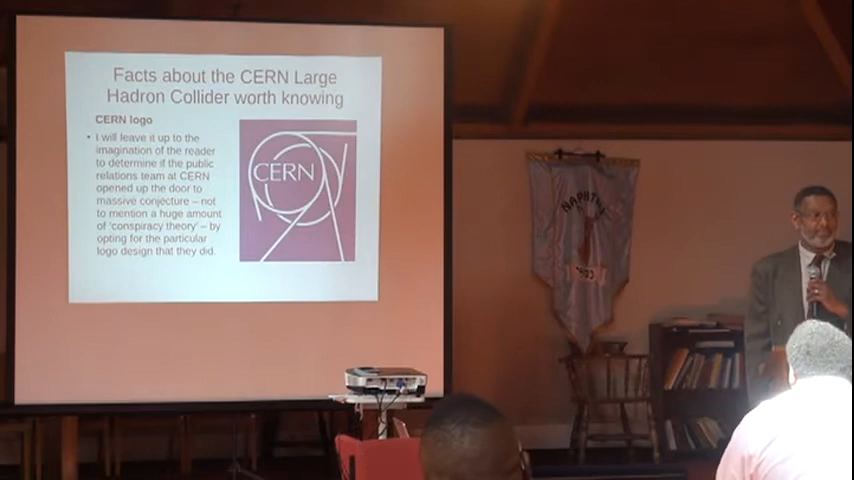 Facts about the CERN Large
Hadron Collider worth knowing
CERN logo
• I will leave it up to the
imagination of the reader
to determine if the public
relations team at CERN
opened up the door to
massive conjecture – not
to mention a huge amount
of 'conspiracy theory' – by
opting for the particular
logo design that they did.
CERN